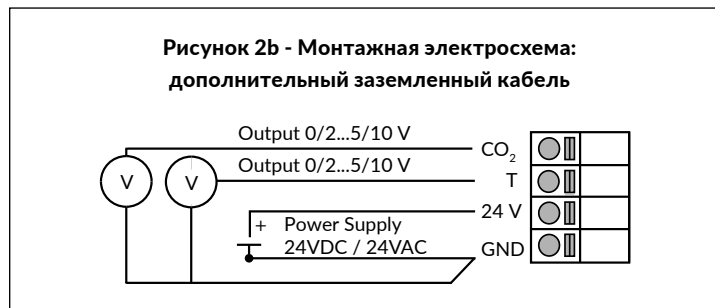 Рисунок 2b - Монтажная электросхема:
дополнительный заземленный кабель
Output 0/2...5/10 V
CO₂
Output 0/2...5/10 V
T
V
V
24 V
+ Power Supply
24VDC / 24VAC
GND